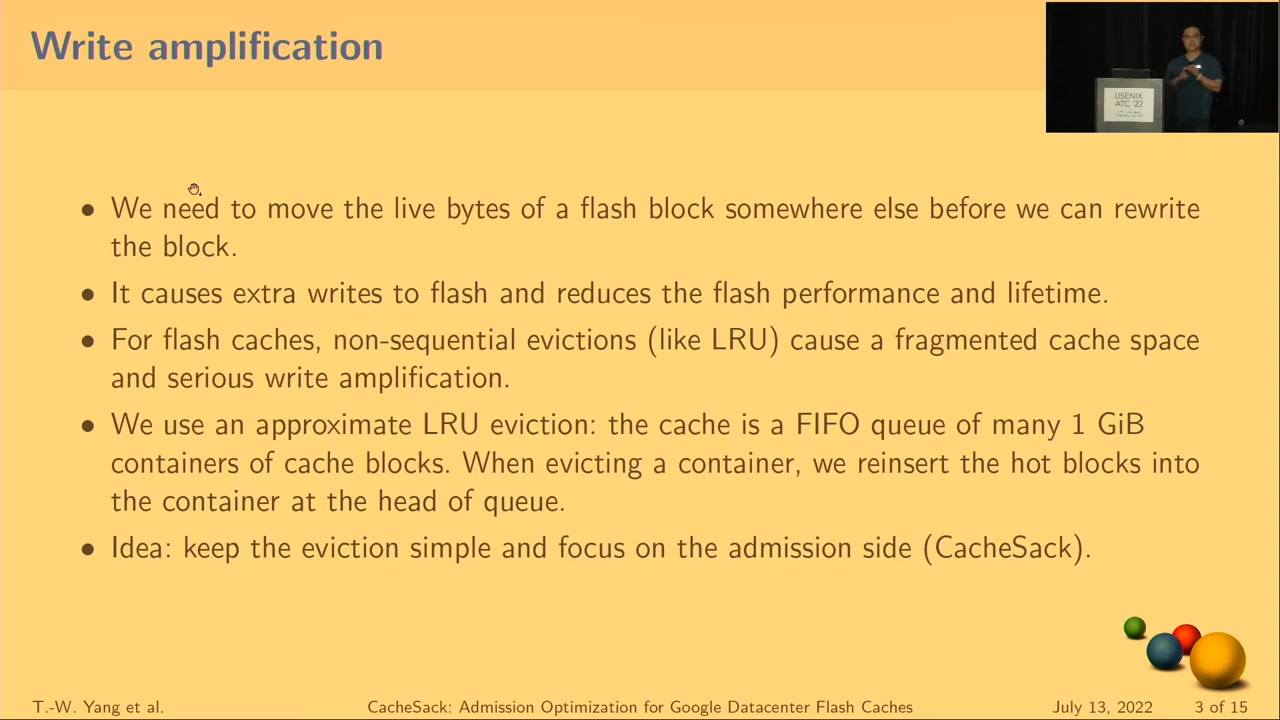 Write amplification
USENIX
ATC '22
• We need to move the live bytes of a flash block somewhere else before we can rewrite
the block.
• It causes extra writes to flash and reduces the flash performance and lifetime.
• For flash caches, non-sequential evictions (like LRU) cause a fragmented cache space
and serious write amplification.
• We use an approximate LRU eviction: the cache is a FIFO queue of many 1 GiB
containers of cache blocks. When evicting a container, we reinsert the hot blocks into
the container at the head of queue.
• Idea: keep the eviction simple and focus on the admission side (CacheSack).
T.-W. Yang et al.
CacheSack: Admission Optimization for Google Datacenter Flash Caches
July 13, 2022
3 of 15